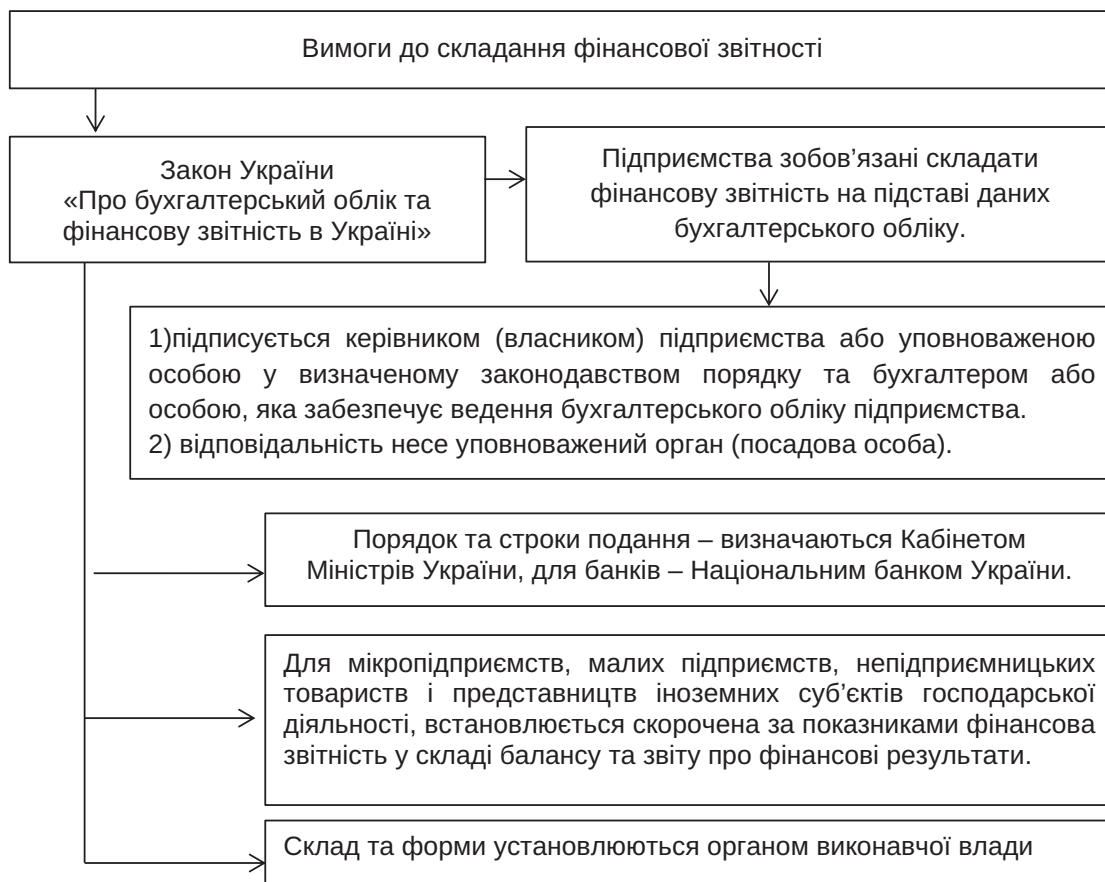 Вимоги до складання фінансової звітності
Закон України
«Про бухгалтерський облік та
фінансову звітність в Україні»
Підприємства зобов’язані складати
фінансову звітність на підставі даних
бухгалтерського обліку.
1)підписується керівником (власником) підприємства або уповноваженою
особою у визначеному законодавством порядку та бухгалтером або
особою, яка забезпечує ведення бухгалтерського обліку підприємства.
2) відповідальність несе уповноважений орган (посадова особа).
Порядок та строки подання – визначаються Кабінетом
Міністрів України, для банків – Національним банком України.
Для мікропідприємств, малих підприємств, непідприємницьких
товариств і представництв іноземних суб’єктів господарської
діяльності, встановлюється скорочена за показниками фінансова
звітність у складі балансу та звіту про фінансові результати.
Склад та форми установлюються органом виконавчої влади